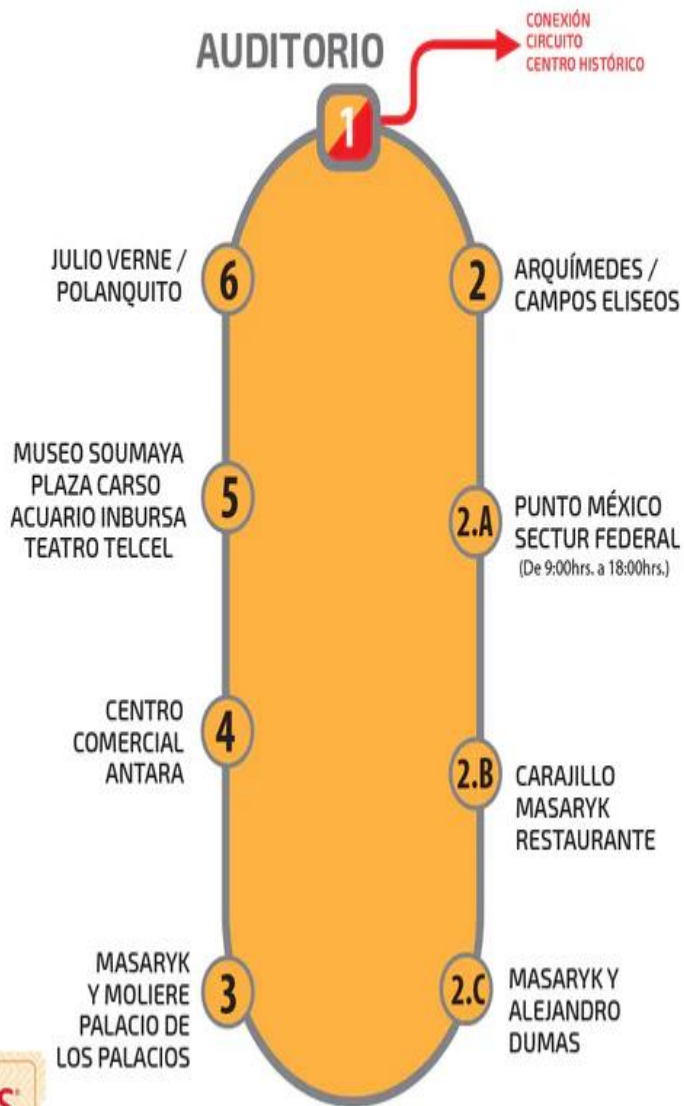 AUDITORIO
CONEXIÓN
CIRCUITO
CENTRO HISTÓRICO
1
2
ARQUÍMEDES /
CAMPOS ELISEOS
2.A
PUNTO MÉXICO
SECTUR FEDERAL
(De 9:00hrs. a 18:00hrs.)
2.B
CARAJILLO
MASARYK
RESTAURANTE
2.C
MASARYK Y
ALEJANDRO
DUMAS
3
MASARYK
Y MOLIERE
PALACIO DE
LOS PALACIOS
4
CENTRO
COMERCIAL
ANTARA
5
MUSEO SOUMAYA
PLAZA CARSO
ACUARIO INBURSA
TEATRO TELCEL
6
JULIO VERNE /
POLANQUITO